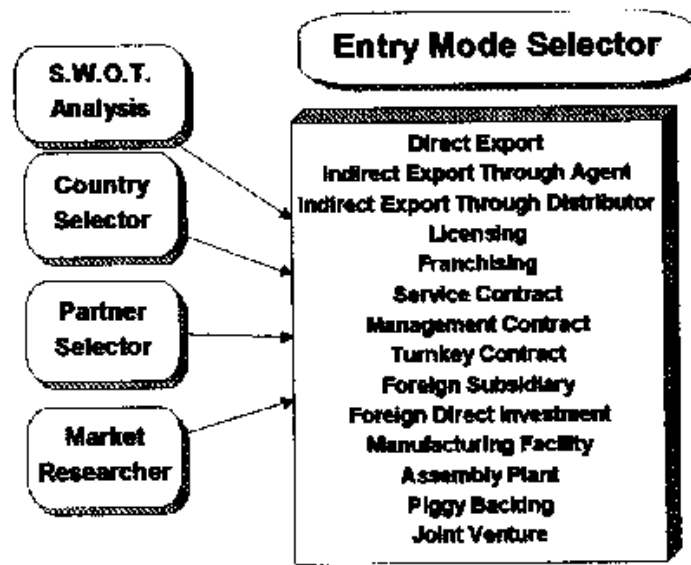 Entry Mode Selector
S.W.O.T.
Analysis
Country
Selector
Partner
Selector
Market
Researcher
Direct Export
Indirect Export Through Agent
Indirect Export Through Distributor
Licensing
Franchising
Service Contract
Management Contract
Turnkey Contract
Foreign Subsidiary
Foreign Direct Investment
Manufacturing Facility
Assembly Plant
Piggy Backing
Joint Venture